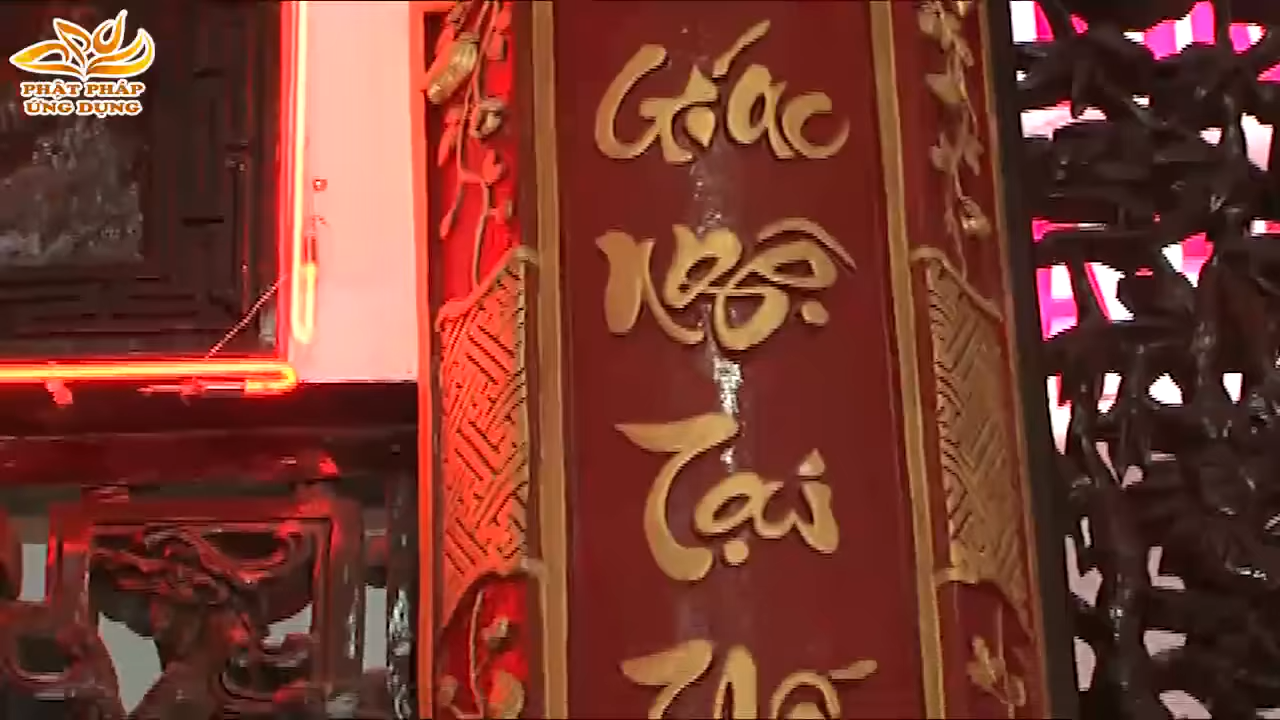 PHẬT PHÁP
ỨNG DỤNG
Giác
Ngộ
Tại